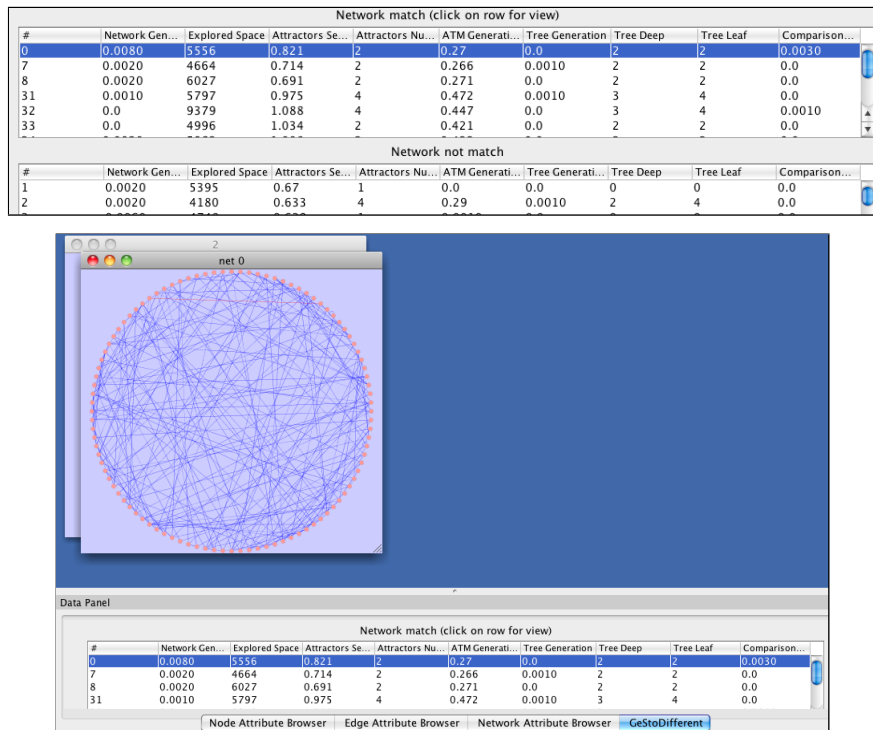 Network match (click on row for view)
# Network Gen... Explored Space Attractors Se... Attractors Nu... ATM Generati... Tree Generation Tree Deep Tree Leaf Comparison...
0 0.0080 5556 0.821 2 0.27 0.0 2 2 0.0030
7 0.0020 4664 0.714 2 0.266 0.0010 2 2 0.0
8 0.0020 6027 0.691 2 0.271 0.0 2 2 0.0
31 0.0010 5797 0.975 4 0.472 0.0010 3 4 0.0
32 0.0 9379 1.088 4 0.447 0.0 3 4 0.0010
33 0.0 4996 1.034 2 0.421 0.0 2 2 0.0
Network not match
# Network Gen... Explored Space Attractors Se... Attractors Nu... ATM Generati... Tree Generati... Tree Deep Tree Leaf Comparison...
1 0.0020 5395 0.67 1 0.0 0.0 0 0 0.0
2 0.0020 4180 0.633 4 0.29 0.0010 2 4 0.0
2
net 0
Data Panel
Network match (click on row for view)
# Network Gen... Explored Space Attractors Se... Attractors Nu... ATM Generati... Tree Generation Tree Deep Tree Leaf Comparison...
0 0.0080 5556 0.821 2 0.27 0.0 2 2 0.0030
7 0.0020 4664 0.714 2 0.266 0.0010 2 2 0.0
8 0.0020 6027 0.691 2 0.271 0.0 2 2 0.0
31 0.0010 5797 0.975 4 0.472 0.0010 3 4 0.0
Node Attribute Browser Edge Attribute Browser Network Attribute Browser GeStoDifferent